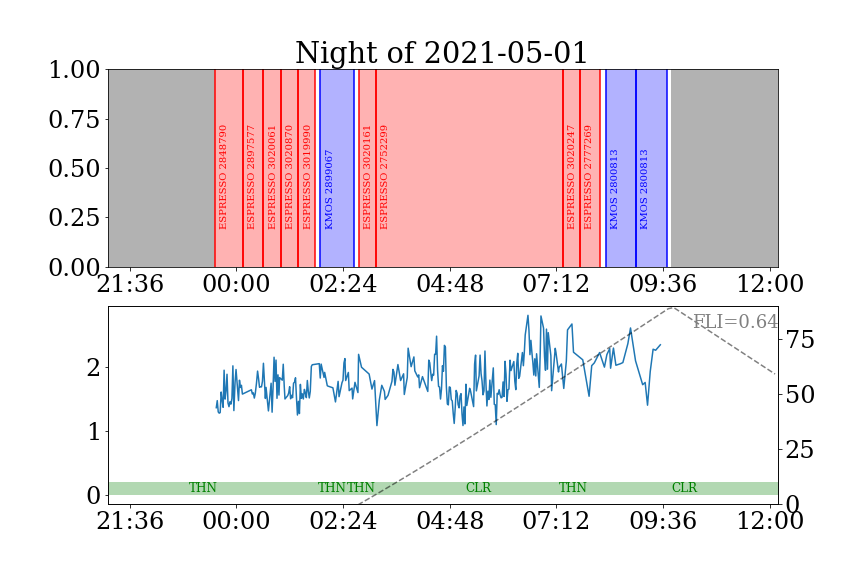 Night of 2021-05-01
1.00
0.75
0.50
0.25
0.00
ESPRESSO 2848790
ESPRESSO 2897577
ESPRESSO 3020061
ESPRESSO 3020870
ESPRESSO 3019990
KMOS 2899067
ESPRESSO 3020161
ESPRESSO 2752299
ESPRESSO 3020247
ESPRESSO 2777269
KMOS 2800813
KMOS 2800813
21:36 00:00 02:24 04:48 07:12 09:36 12:00
FLI=0.64
2
1
0
75
50
25
0
THN THN THN CLR THN CLR
21:36 00:00 02:24 04:48 07:12 09:36 12:00